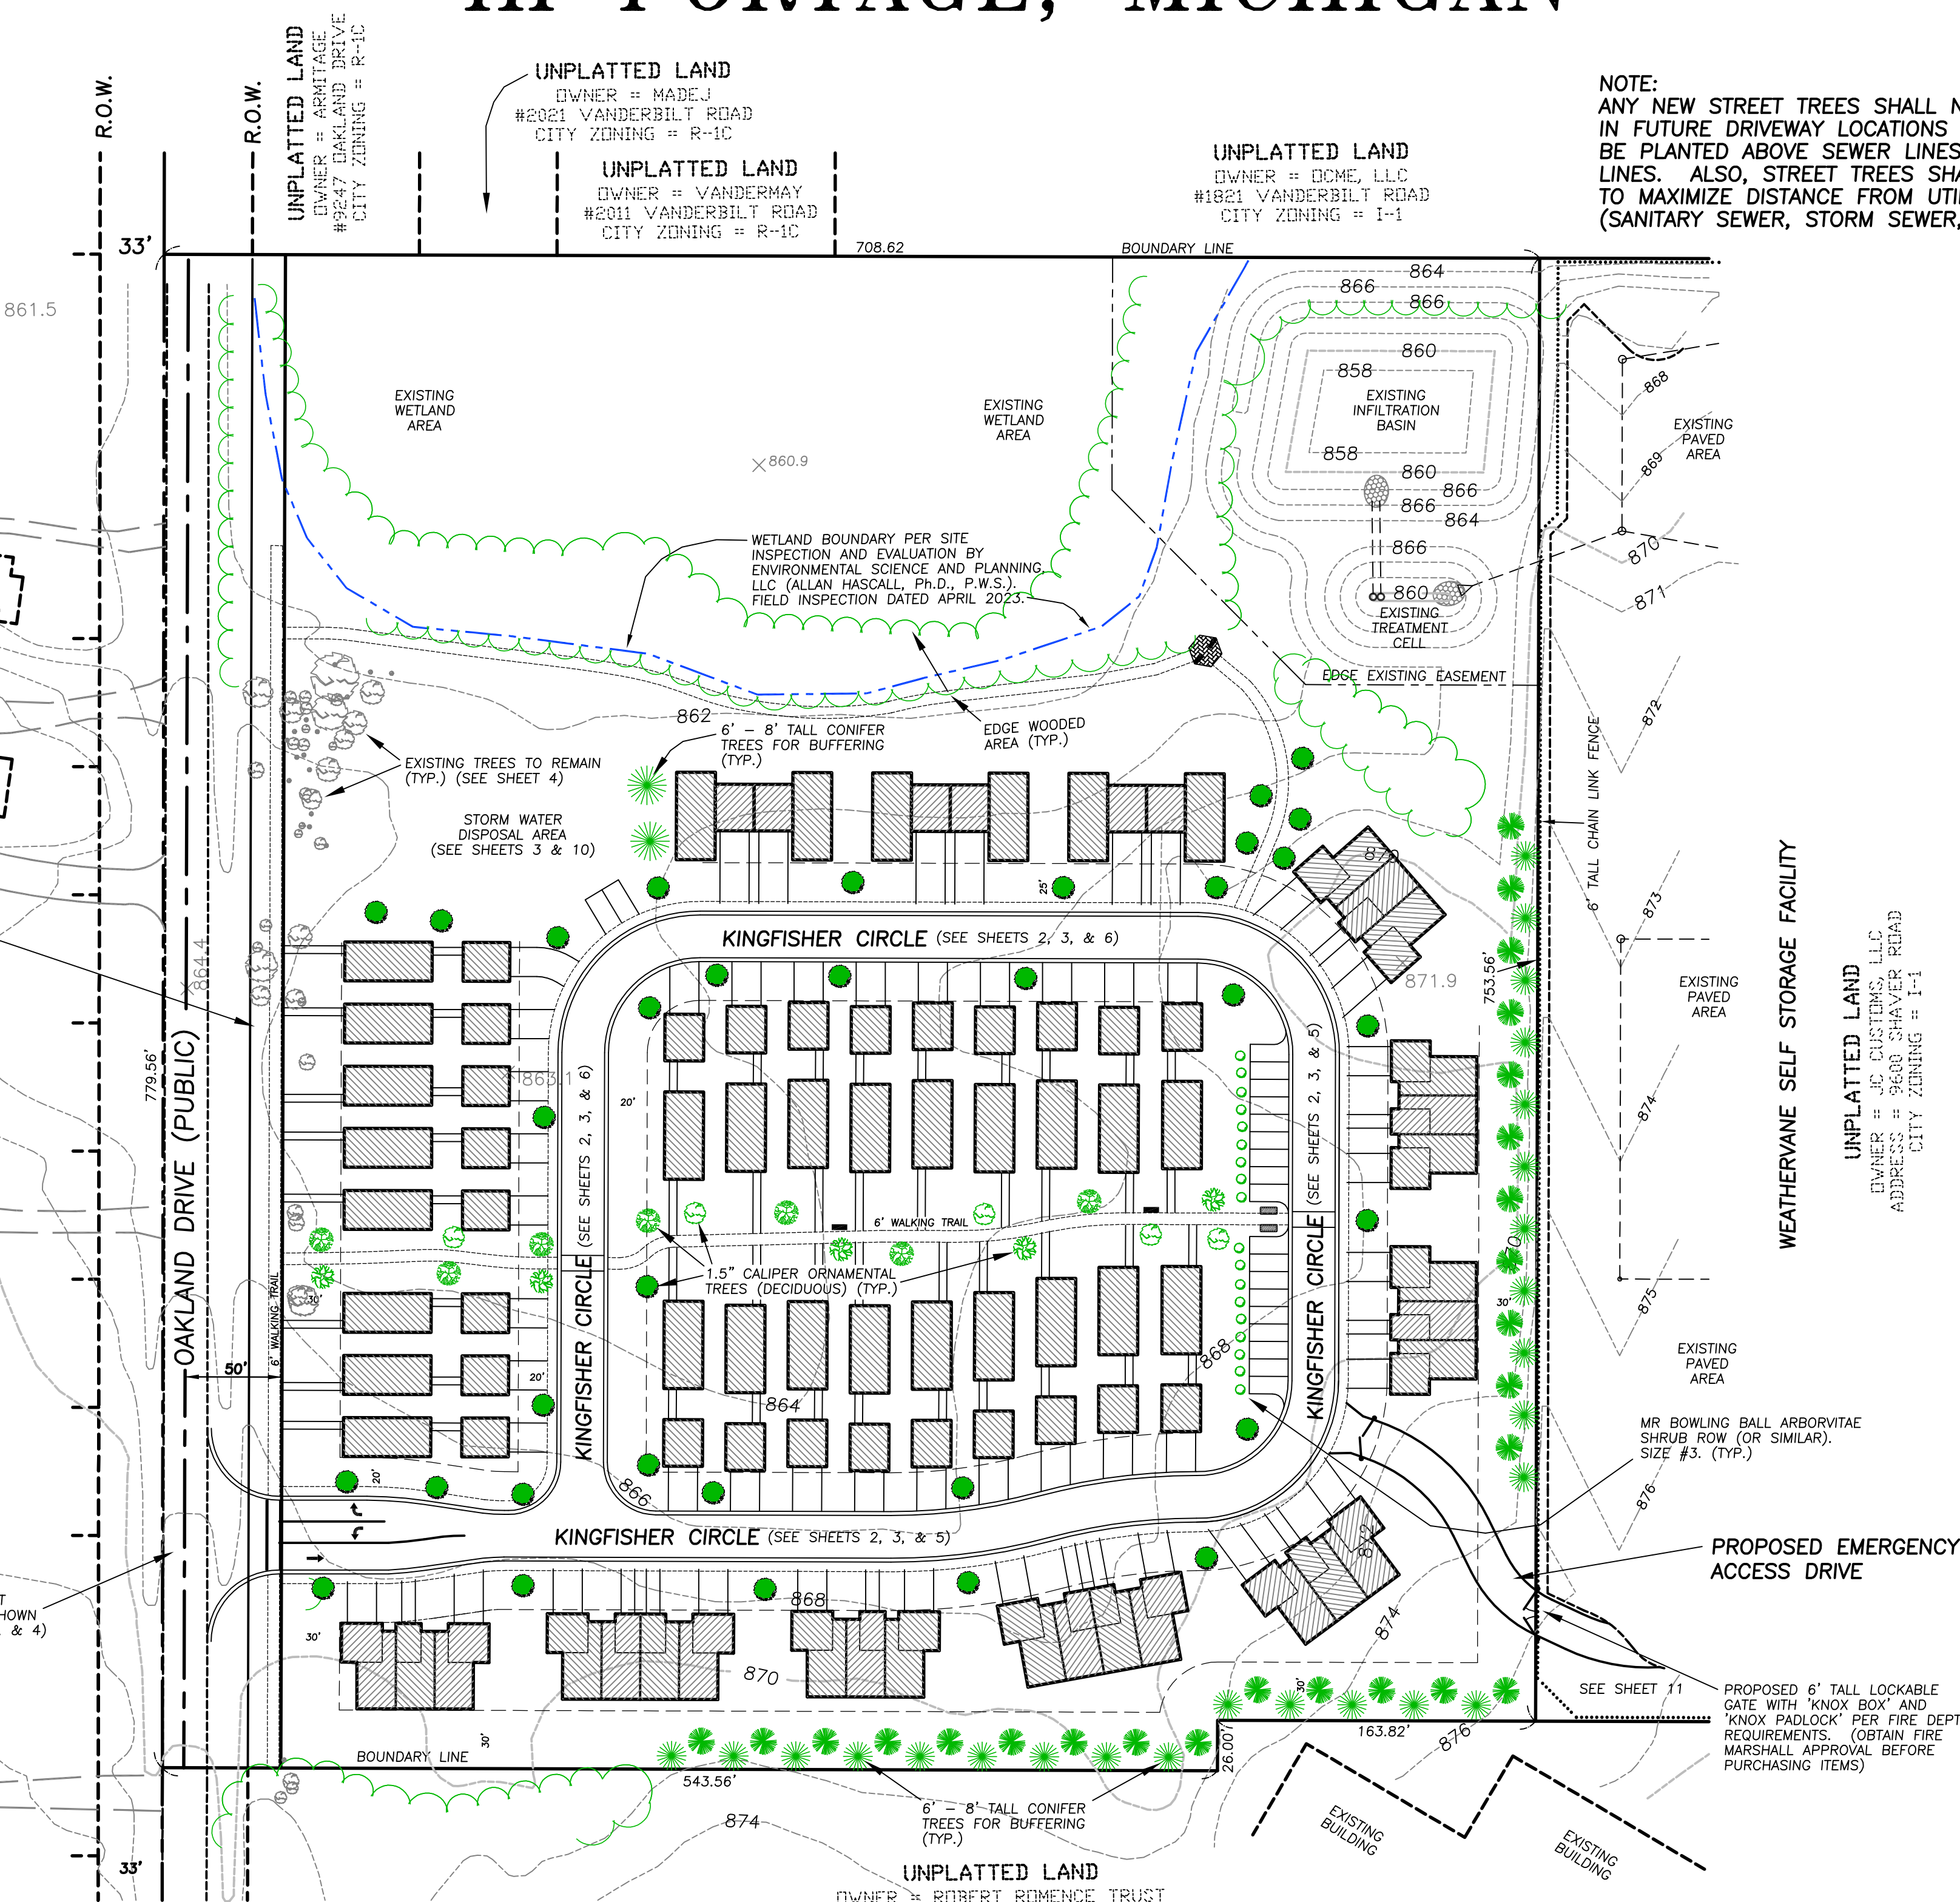 IN PORTAGE, MICHIGAN
R.O.W.
R.O.W.
UNPLATTED LAND
OWNER = ARMITAGE
#9247 OAKLAND DRIVE
CITY ZONING = R-1C
UNPLATTED LAND
OWNER = MADEJ
#2021 VANDERBILT ROAD
CITY ZONING = R-1C
UNPLATTED LAND
OWNER = VANDERMAY
#2011 VANDERBILT ROAD
CITY ZONING = R-1C
UNPLATTED LAND
OWNER = OCME, LLC
#1821 VANDERBILT ROAD
CITY ZONING = I-1
NOTE:
ANY NEW STREET TREES SHALL N
IN FUTURE DRIVEWAY LOCATIONS
BE PLANTED ABOVE SEWER LINES
LINES. ALSO, STREET TREES SHA
TO MAXIMIZE DISTANCE FROM UTI
(SANITARY SEWER, STORM SEWER,
33'
708.62
BOUNDARY LINE
861.5
864
866
866
860
858
EXISTING
INFILTRATION
BASIN
858
860
866
866
864
866
860
EXISTING
TREATMENT
CELL
868
EXISTING
PAVED
AREA
869
870
871
EXISTING
WETLAND
AREA
EXISTING
WETLAND
AREA
860.9
WETLAND BOUNDARY PER SITE
INSPECTION AND EVALUATION BY
ENVIRONMENTAL SCIENCE AND PLANNING,
LLC (ALLAN HASCALL, Ph.D., P.W.S.).
FIELD INSPECTION DATED APRIL 2023.
EDGE EXISTING EASEMENT
862
6' - 8' TALL CONIFER
TREES FOR BUFFERING
(TYP.)
EDGE WOODED
AREA (TYP.)
EXISTING TREES TO REMAIN
(TYP.) (SEE SHEET 4)
STORM WATER
DISPOSAL AREA
(SEE SHEETS 3 & 10)
6' TALL CHAIN LINK FENCE
872
873
25'
KINGFISHER CIRCLE (SEE SHEETS 2, 3, & 6)
864.4
871.9
753.56'
EXISTING
PAVED
AREA
WEATHERVANE SELF STORAGE FACILITY
UNPLATTED LAND
OWNER = JC CUSTOMS, LLC
ADDRESS = 9600 SHAVER ROAD
CITY ZONING = I-1
779.56'
OAKLAND DRIVE (PUBLIC)
863.1
20'
KINGFISHER CIRCLE (SEE SHEETS 2, 3, & 6)
KINGFISHER CIRCLE (SEE SHEETS 2, 3, & 5)
874
6' WALKING TRAIL
1.5" CALIPER ORNAMENTAL
TREES (DECIDUOUS) (TYP.)
6' WALKING TRAIL
30'
30'
875
EXISTING
PAVED
AREA
50'
20'
864
868
MR BOWLING BALL ARBORVITAE
SHRUB ROW (OR SIMILAR).
SIZE #3. (TYP.)
20'
866
876
KINGFISHER CIRCLE (SEE SHEETS 2, 3, & 5)
872
PROPOSED EMERGENCY
ACCESS DRIVE
T
HOWN
& 4)
868
874
30'
870
30'
SEE SHEET 11
PROPOSED 6' TALL LOCKABLE
GATE WITH 'KNOX BOX' AND
'KNOX PADLOCK' PER FIRE DEPT
REQUIREMENTS. (OBTAIN FIRE
MARSHALL APPROVAL BEFORE
PURCHASING ITEMS)
30'
BOUNDARY LINE
543.56'
26.007'
163.82'
876
6' - 8' TALL CONIFER
TREES FOR BUFFERING
(TYP.)
874
EXISTING
BUILDING
EXISTING
BUILDING
33'
UNPLATTED LAND
OWNER = ROBERT ROMENCE TRUST